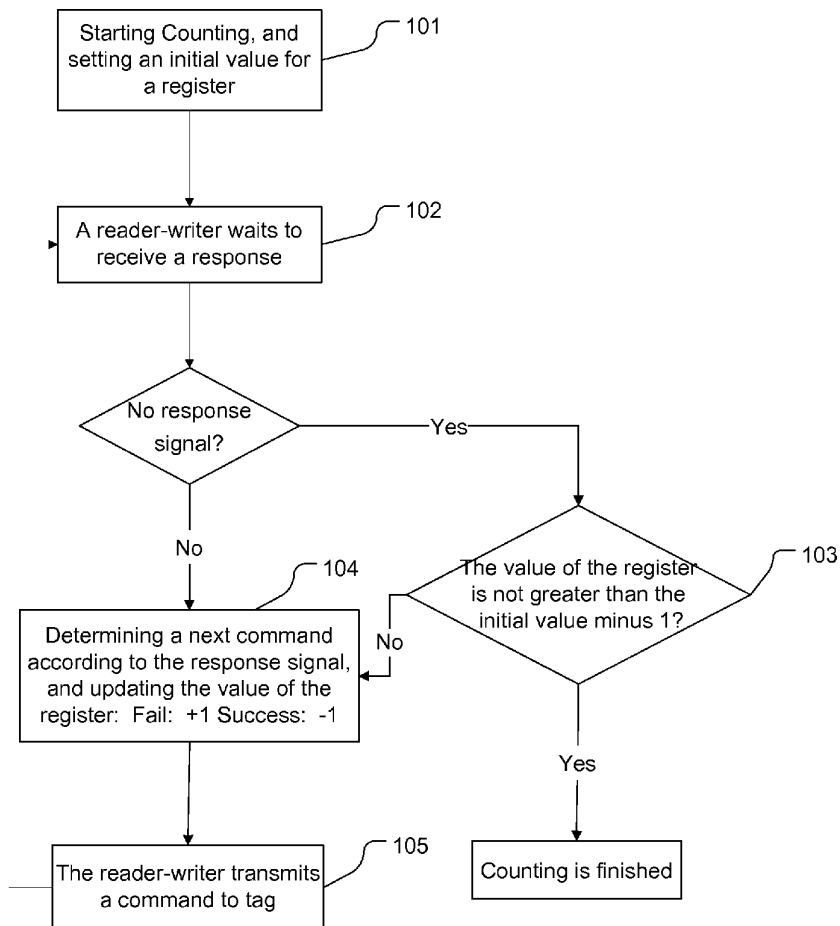 Starting Counting, and
setting an initial value for
a register
101
A reader-writer waits to
receive a response
102
No response
signal?
Yes
No
The value of the register
is not greater than the
initial value minus 1?
103
No
104
Determining a next command
according to the response signal,
and updating the value of the
register: Fail: +1 Success: -1
Yes
The reader-writer transmits
a command to tag
105
Counting is finished